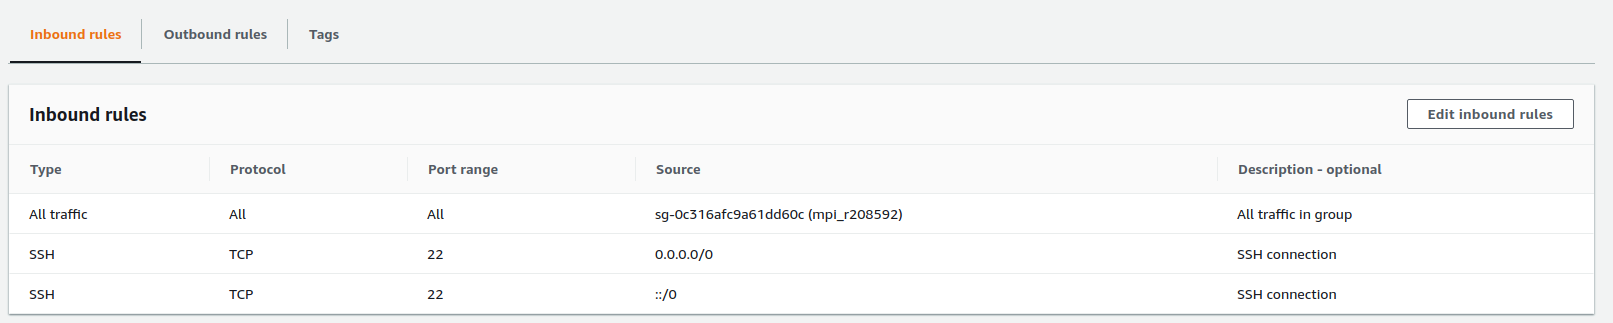 Inbound rules Outbound rules Tags
Inbound rules Edit inbound rules
Type Protocol Port range Source Description - optional
All traffic All All sg-0c316afc9a61dd60c (mpi_r208592) All traffic in group
SSH TCP 22 0.0.0.0/0 SSH connection
SSH TCP 22 ::/0 SSH connection